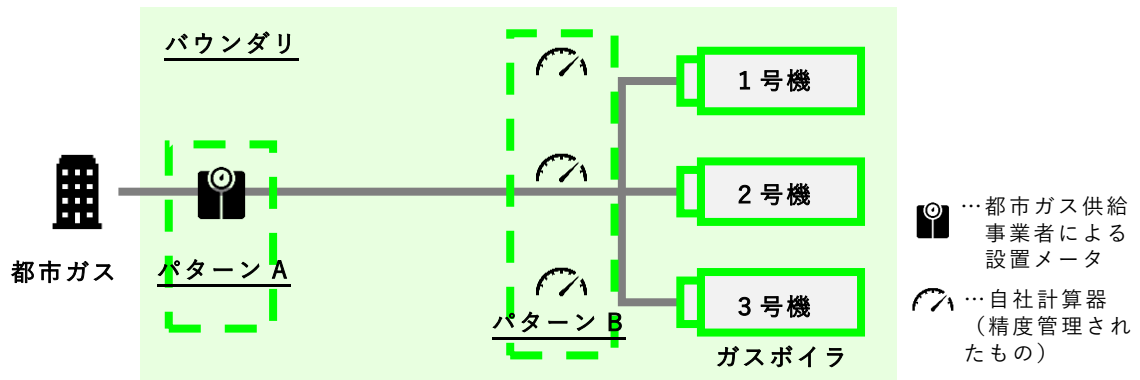 バウンダリ
都市ガス
パターン A
パターン B
1 号機
2 号機
3 号機
ガスボイラ
…都市ガス供給
事業者による
設置メータ
…自社計算器
（精度管理され
たもの）